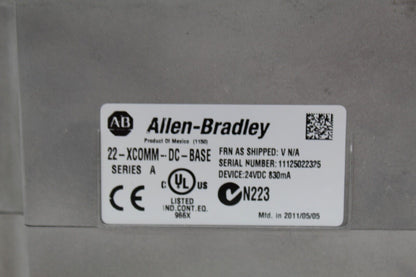 AB Allen-Bradley
Product Of Mexico (1150)
22-XCOMM-DC-BASE
SERIES A
FRN AS SHIPPED: V N/A
SERIAL NUMBER: 11125022375
DEVICE:24VDC 830mA
CE
C UL US
LISTED
IND.CONT.EQ.
966X
N223
Mfd. in 2011/05/05